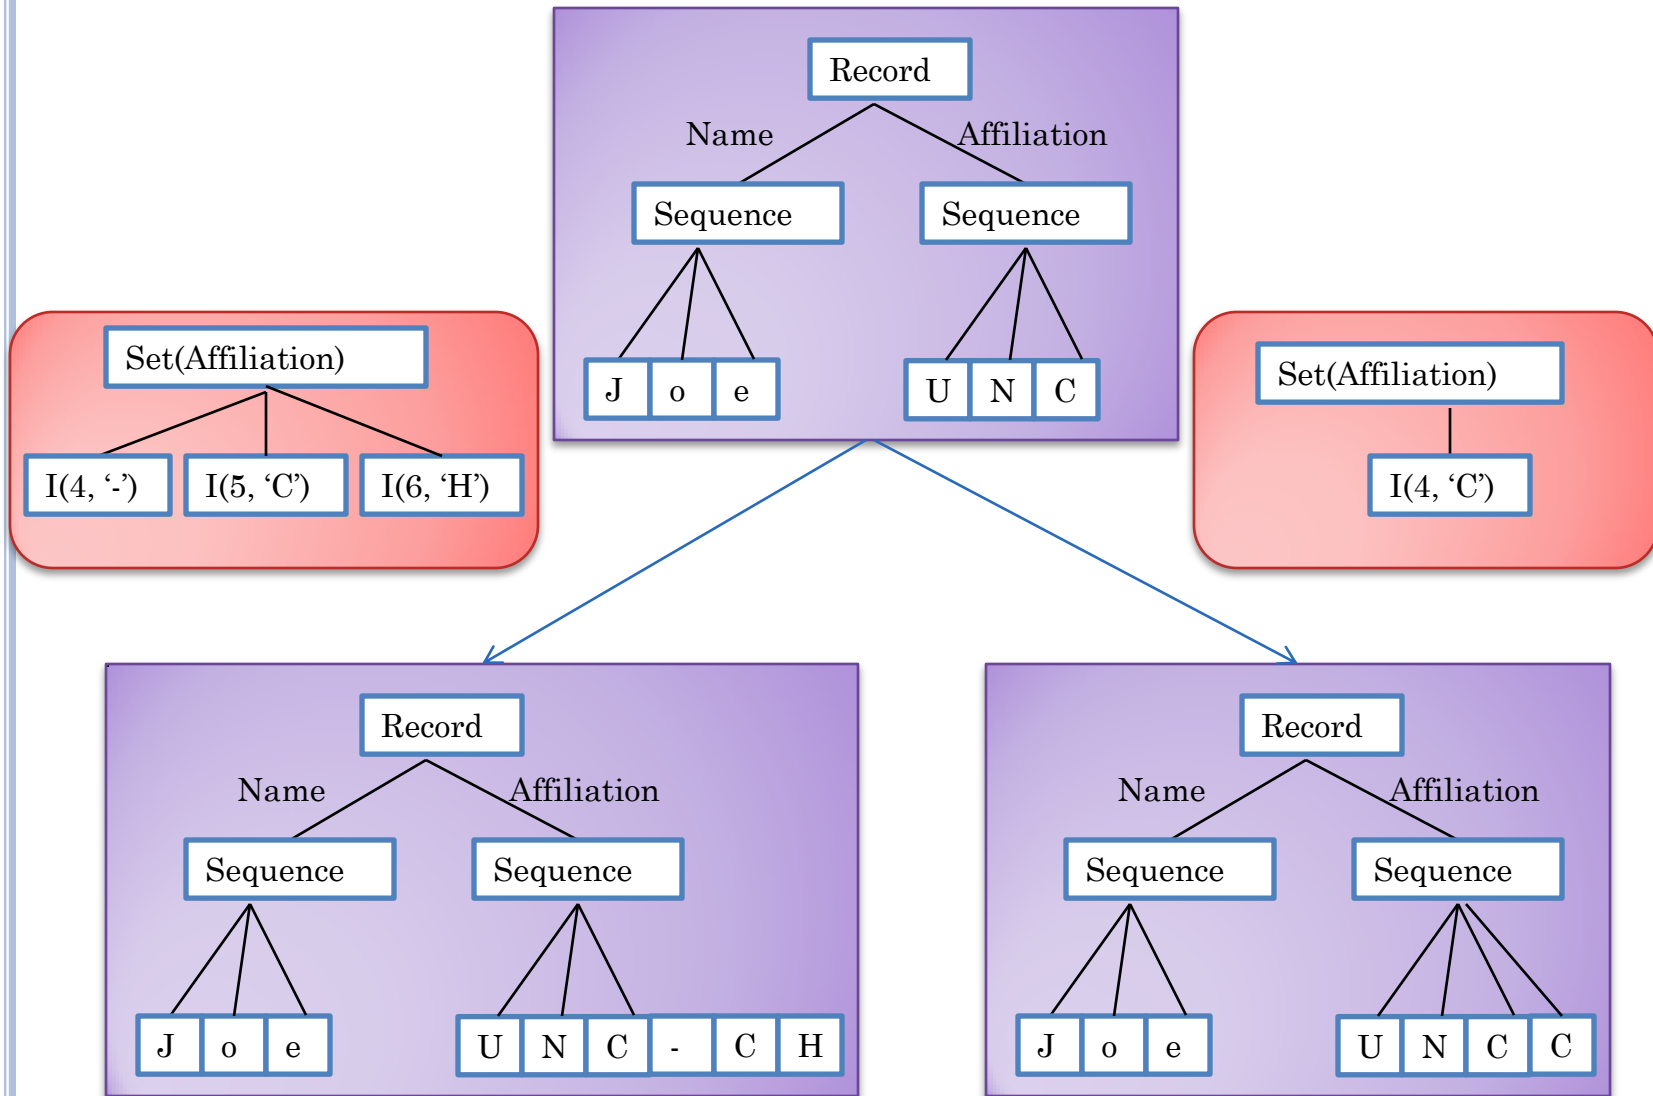 Record
Name Affiliation
Sequence Sequence
J o e U N C
Set(Affiliation)
I(4, ‘-’) I(5, ‘C’) I(6, ‘H’)
Set(Affiliation)
I(4, ‘C’)
Record
Name Affiliation
Sequence Sequence
J o e U N C - C H
Record
Name Affiliation
Sequence Sequence
J o e U N C C